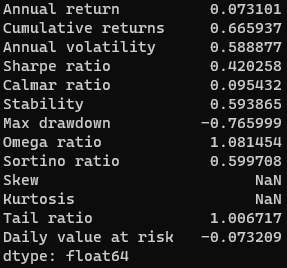 Annual return 0.073101
Cumulative returns 0.665937
Annual volatility 0.588877
Sharpe ratio 0.420258
Calmar ratio 0.095432
Stability 0.593865
Max drawdown -0.765999
Omega ratio 1.081454
Sortino ratio 0.599708
Skew NaN
Kurtosis NaN
Tail ratio 1.006717
Daily value at risk -0.073209
dtype: float64